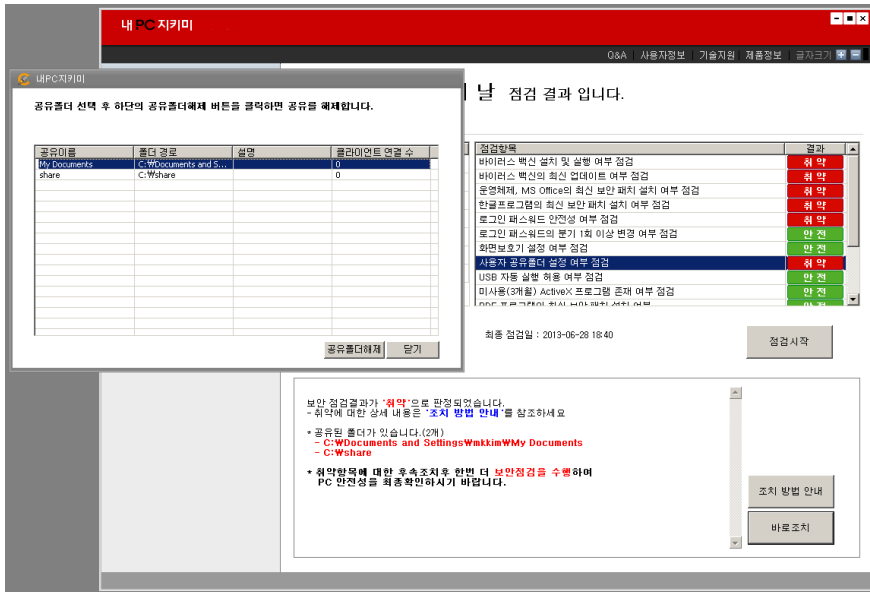 내PC지키미
Q&A 사용자정보 기술지원 제품정보 글자크기
내PC지키미
공유폴더 선택 후 하단의 공유폴더해제 버튼을 클릭하면 공유를 해제합니다.
공유이름 폴더 경로 설명 클라이언트 연결 수
My Documents C:\Documents and S... 0
share C:\share 0
공유폴더해제 닫기
날 점검 결과 입니다.
점검항목 결과
바이러스 백신 설치 및 실행 여부 점검 취 약
바이러스 백신의 최신 업데이트 여부 점검 취 약
운영체제, MS Office의 최신 보안 패치 설치 여부 점검 취 약
한글프로그램의 최신 보안 패치 설치 여부 점검 취 약
로그인 패스워드 안전성 여부 점검 취 약
로그인 패스워드의 분기 1회 이상 변경 여부 점검 안 전
화면보호기 설정 여부 점검 안 전
사용자 공유폴더 설정 여부 점검 취 약
USB 자동 실행 허용 여부 점검 안 전
미사용(3개월) ActiveX 프로그램 존재 여부 점검 안 전
PDF 프로그램의 최신 보안 패치 설치 여부 안 전
최종 점검일 : 2013-06-28 18:40
점검시작
보안 점검결과가 '취약'으로 판정되었습니다.
- 취약에 대한 상세 내용은 '조치 방법 안내'를 참조하세요
* 공유된 폴더가 있습니다.(2개)
- C:₩Documents and Settings₩mkkim₩My Documents
- C:₩share
* 취약항목에 대한 후속조치후 한번 더 보안점검을 수행하며
PC 안전성을 최종확인하시기 바랍니다.
조치 방법 안내
바로조치